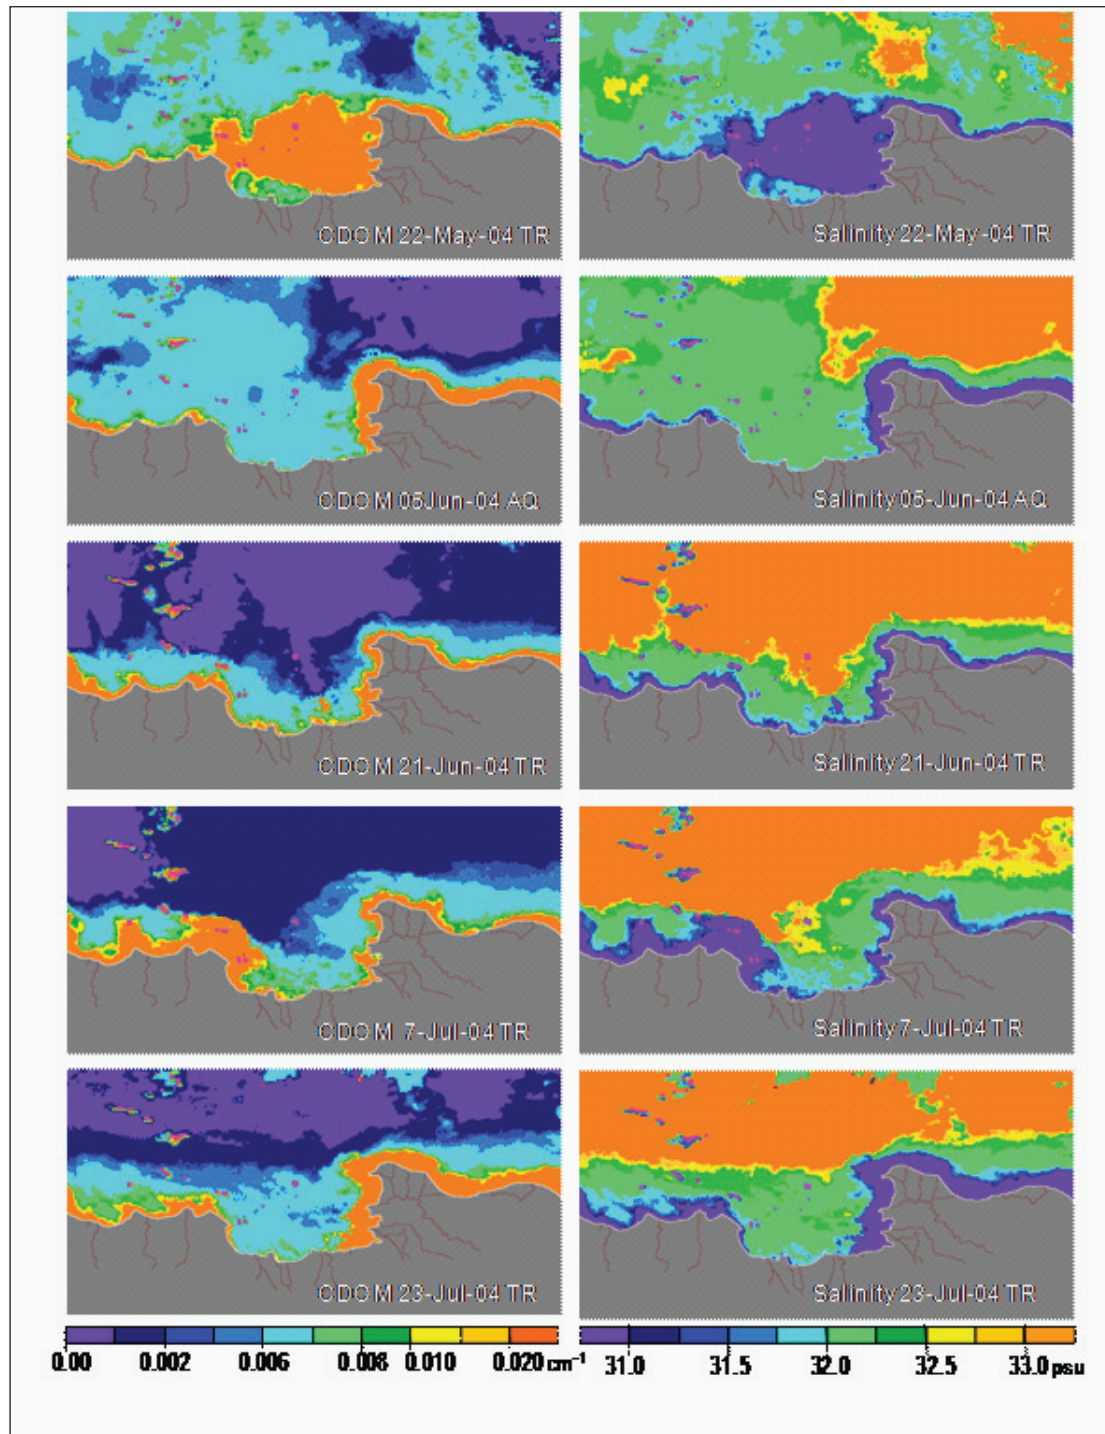 CDOM 22-May-04 TR
Salinity 22-May-04 TR
CDOM 05Jun-04 AQ
Salinity 05-Jun-04 AQ
CDOM 21-Jun-04 TR
Salinity 21-Jun-04 TR
CDOM 7-Jul-04 TR
Salinity 7-Jul-04 TR
CDOM 23-Jul-04 TR
Salinity 23-Jul-04 TR
0.00 0.002 0.006 0.008 0.010 0.020 cm⁻¹
31.0 31.5 32.0 32.5 33.0 psu